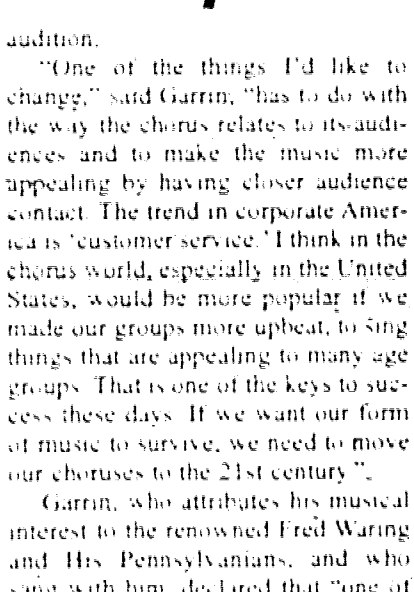 audition.
"One of the things I'd like to
change," said Garrin, "has to do with
the way the chorus relates to its audi-
ences and to make the music more
appealing by having closer audience
contact. The trend in corporate Amer-
ica is 'customer service.' I think in the
chorus world, especially in the United
States, would be more popular if we
made our groups more upbeat, to sing
things that are appealing to many age
groups. That is one of the keys to suc-
cess these days. If we want our form
of music to survive, we need to move
our choruses to the 21st century."
Garrin, who attributes his musical
interest to the renowned Fred Waring
and His Pennsylvanians, and who
sang with him, declared that "one of